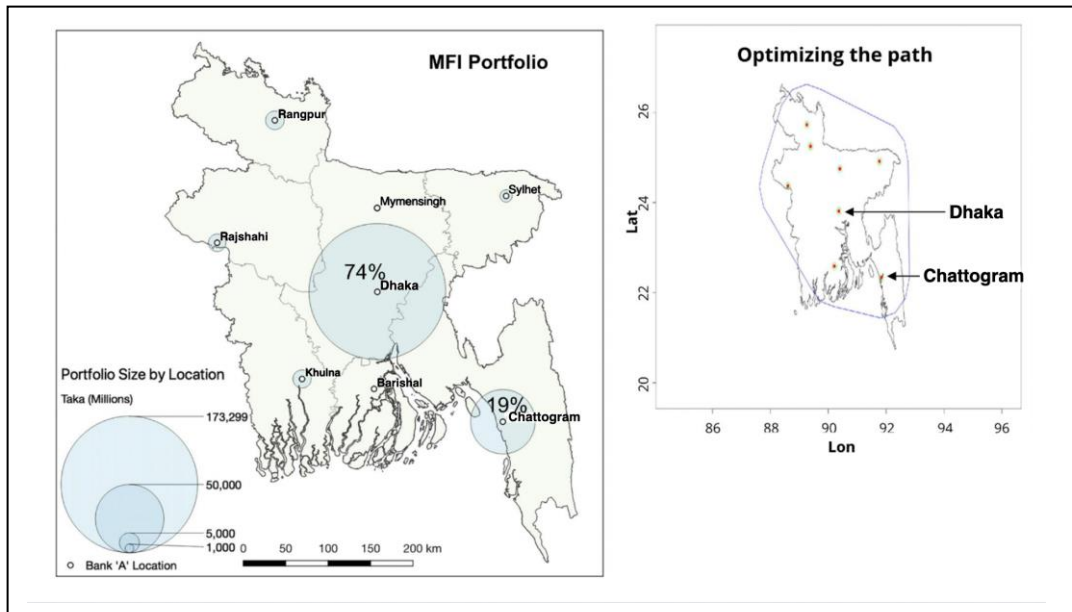 MFI Portfolio
Rangpur
Sylhet
Mymensingh
Rajshahi
74%
Dhaka
Khulna
Barishal
19%
Chattogram
Portfolio Size by Location
Taka (Millions)
173,299
50,000
5,000
1,000
Bank 'A' Location
0 50 100 150 200 km
Optimizing the path
26
24
22
20
Lat
Dhaka
Chattogram
86 88 90 92 94 96
Lon